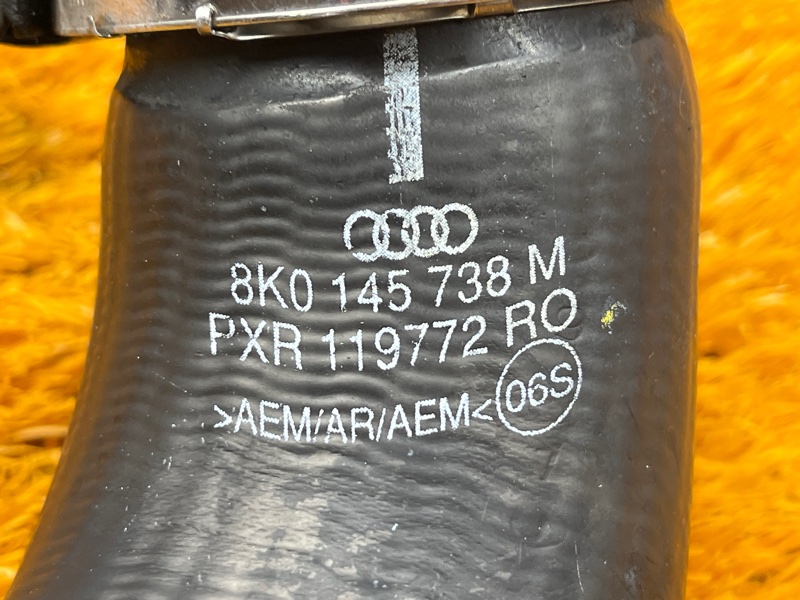 8K0 145 738 M
PXR 119772 RO
>AEM/AR/AEM< 06S